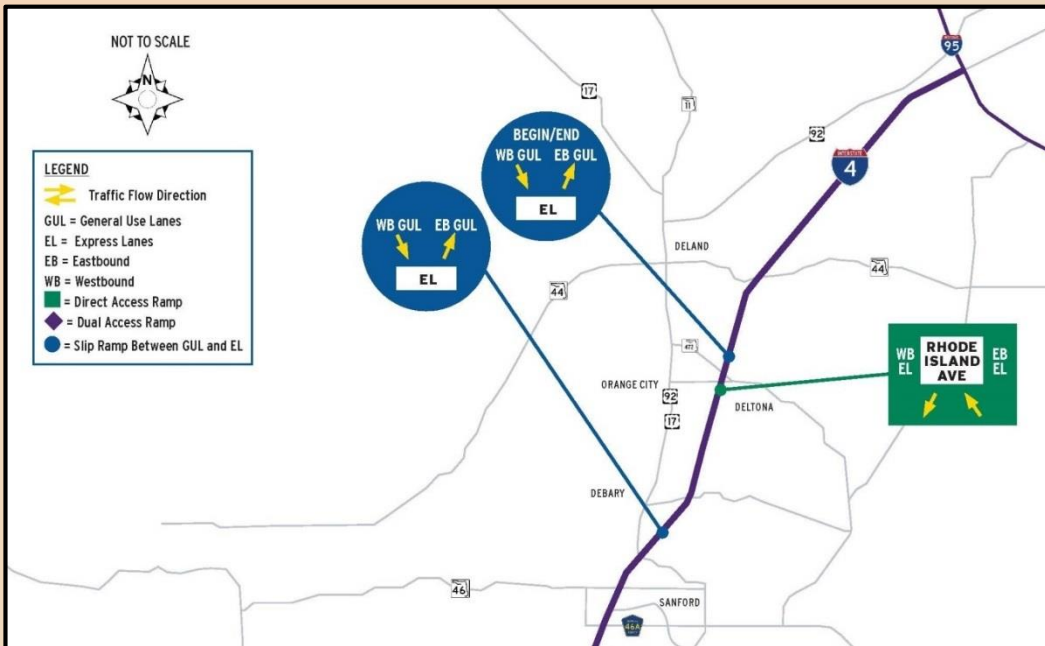 NOT TO SCALE
N
LEGEND
Traffic Flow Direction
GUL = General Use Lanes
EL = Express Lanes
EB = Eastbound
WB = Westbound
= Direct Access Ramp
= Dual Access Ramp
= Slip Ramp Between GUL and EL
WB GUL EB GUL
EL
BEGIN/END
WB GUL EB GUL
EL
17
11
92
INTERSTATE
95
INTERSTATE
4
DELAND
44
44
472
ORANGE CITY
92
17
DELTONA
WB
EL
RHODE
ISLAND
AVE
EB
EL
DEBARY
46
SANFORD
46A